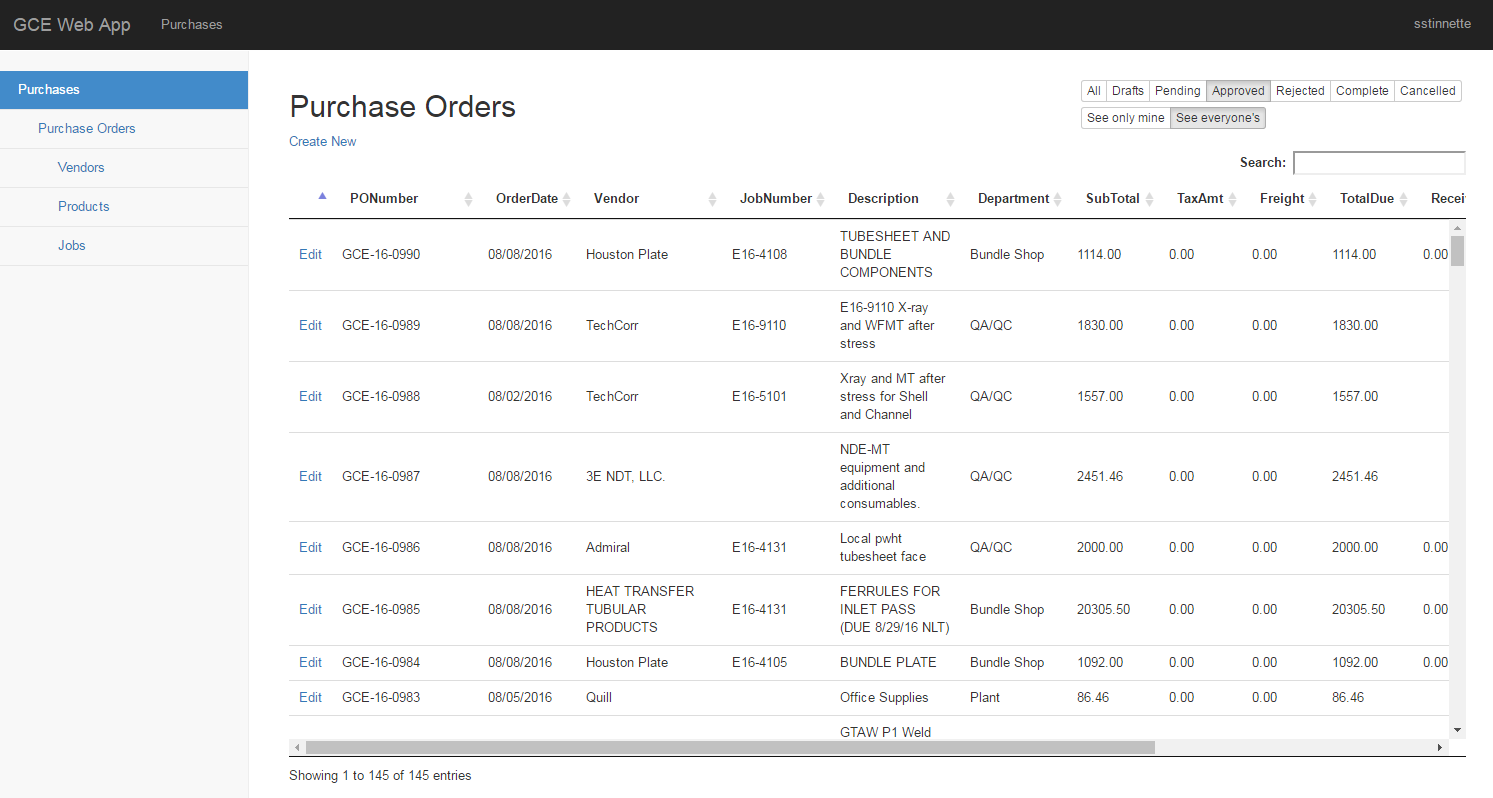 GCE Web App Purchases sstinnette
Purchases
Purchase Orders
Vendors
Products
Jobs
Purchase Orders
Create New
All Drafts Pending Approved Rejected Complete Cancelled
See only mine See everyone's
Search:
PONumber OrderDate Vendor JobNumber Description Department SubTotal TaxAmt Freight TotalDue Recei
Edit GCE-16-0990 08/08/2016 Houston Plate E16-4108 TUBESHEET AND
BUNDLE
COMPONENTS Bundle Shop 1114.00 0.00 0.00 1114.00 0.00
Edit GCE-16-0989 08/08/2016 TechCorr E16-9110 E16-9110 X-ray
and WFMT after
stress QA/QC 1830.00 0.00 0.00 1830.00
Edit GCE-16-0988 08/02/2016 TechCorr E16-5101 Xray and MT after
stress for Shell
and Channel QA/QC 1557.00 0.00 0.00 1557.00
Edit GCE-16-0987 08/08/2016 3E NDT, LLC. NDE-MT
equipment and
additional
consumables. QA/QC 2451.46 0.00 0.00 2451.46
Edit GCE-16-0986 08/08/2016 Admiral E16-4131 Local pwht
tubesheet face QA/QC 2000.00 0.00 0.00 2000.00 0.00
Edit GCE-16-0985 08/08/2016 HEAT TRANSFER
TUBULAR
PRODUCTS E16-4131 FERRULES FOR
INLET PASS
(DUE 8/29/16 NLT) Bundle Shop 20305.50 0.00 0.00 20305.50 0.00
Edit GCE-16-0984 08/08/2016 Houston Plate E16-4105 BUNDLE PLATE Bundle Shop 1092.00 0.00 0.00 1092.00 0.00
Edit GCE-16-0983 08/05/2016 Quill Office Supplies Plant 86.46 0.00 0.00 86.46
GTAW P1 Weld
Showing 1 to 145 of 145 entries